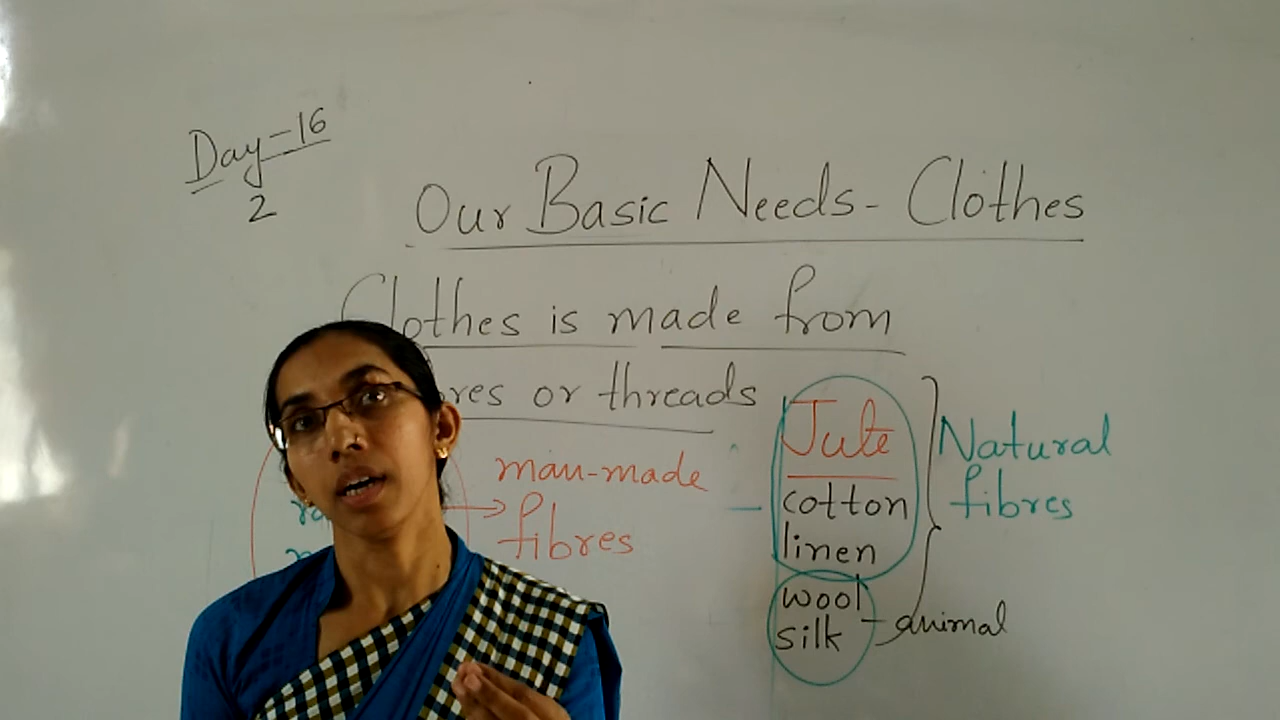 Day-16
2
Our Basic Needs - Clothes
Clothes is made from
or threads
man-made
fibres
Jute
cotton
linen
wool
silk
Natural
fibres
animal